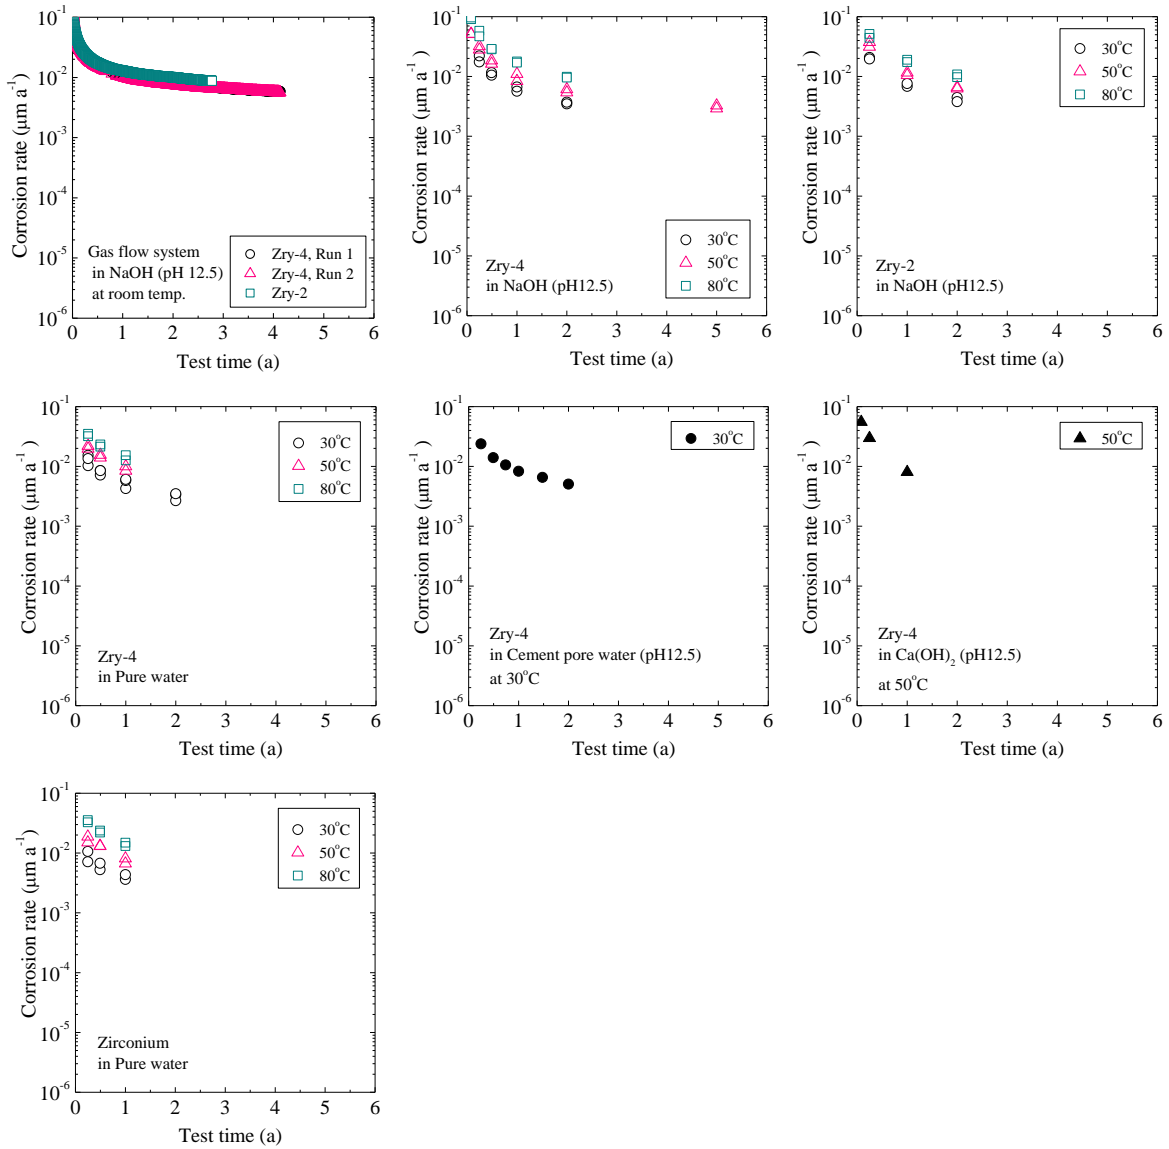 Corrosion rate (μm a⁻¹)
10⁻¹
10⁻²
10⁻³
10⁻⁴
10⁻⁵
10⁻⁶
Gas flow system
in NaOH (pH 12.5)
at room temp.
Zry-4, Run 1
Zry-4, Run 2
Zry-2
0 1 2 3 4 5 6
Test time (a)
Corrosion rate (μm a⁻¹)
10⁻¹
10⁻²
10⁻³
10⁻⁴
10⁻⁵
10⁻⁶
30°C
50°C
80°C
Zry-4
in NaOH (pH12.5)
0 1 2 3 4 5 6
Test time (a)
Corrosion rate (μm a⁻¹)
10⁻¹
10⁻²
10⁻³
10⁻⁴
10⁻⁵
10⁻⁶
30°C
50°C
80°C
Zry-2
in NaOH (pH12.5)
0 1 2 3 4 5 6
Test time (a)
Corrosion rate (μm a⁻¹)
10⁻¹
10⁻²
10⁻³
10⁻⁴
10⁻⁵
10⁻⁶
30°C
50°C
80°C
Zry-4
in Pure water
0 1 2 3 4 5 6
Test time (a)
Corrosion rate (μm a⁻¹)
10⁻¹
10⁻²
10⁻³
10⁻⁴
10⁻⁵
10⁻⁶
30°C
Zry-4
in Cement pore water (pH12.5)
at 30°C
0 1 2 3 4 5 6
Test time (a)
Corrosion rate (μm a⁻¹)
10⁻¹
10⁻²
10⁻³
10⁻⁴
10⁻⁵
10⁻⁶
50°C
Zry-4
in Ca(OH)₂ (pH12.5)
at 50°C
0 1 2 3 4 5 6
Test time (a)
Corrosion rate (μm a⁻¹)
10⁻¹
10⁻²
10⁻³
10⁻⁴
10⁻⁵
10⁻⁶
30°C
50°C
80°C
Zirconium
in Pure water
0 1 2 3 4 5 6
Test time (a)